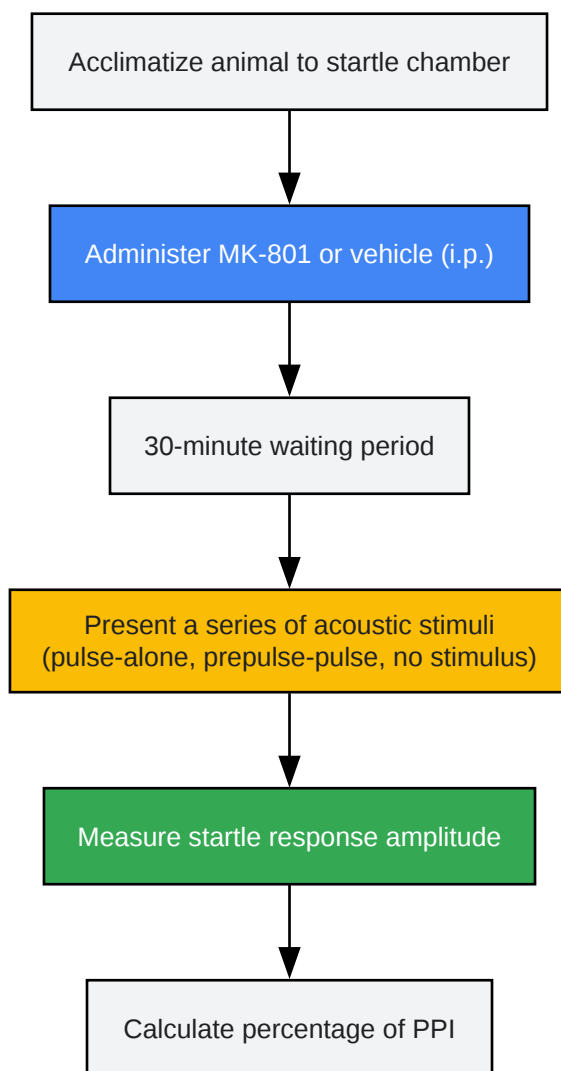 Acclimatize animal to startle chamber
Administer MK-801 or vehicle (i.p.)
30-minute waiting period
Present a series of acoustic stimuli
(pulse-alone, prepulse-pulse, no stimulus)
Measure startle response amplitude
Calculate percentage of PPI